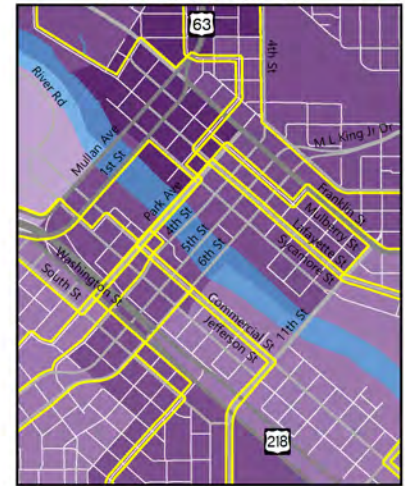 63
4th St
River Rd
Mullan Ave
1st St
M L King Jr Dr
Park Ave
4th St
5th St
6th St
Franklin St
Mulberry St
Lafayette St
Sycamore St
Washington St
South St
Commercial St
Jefferson St
11th St
218